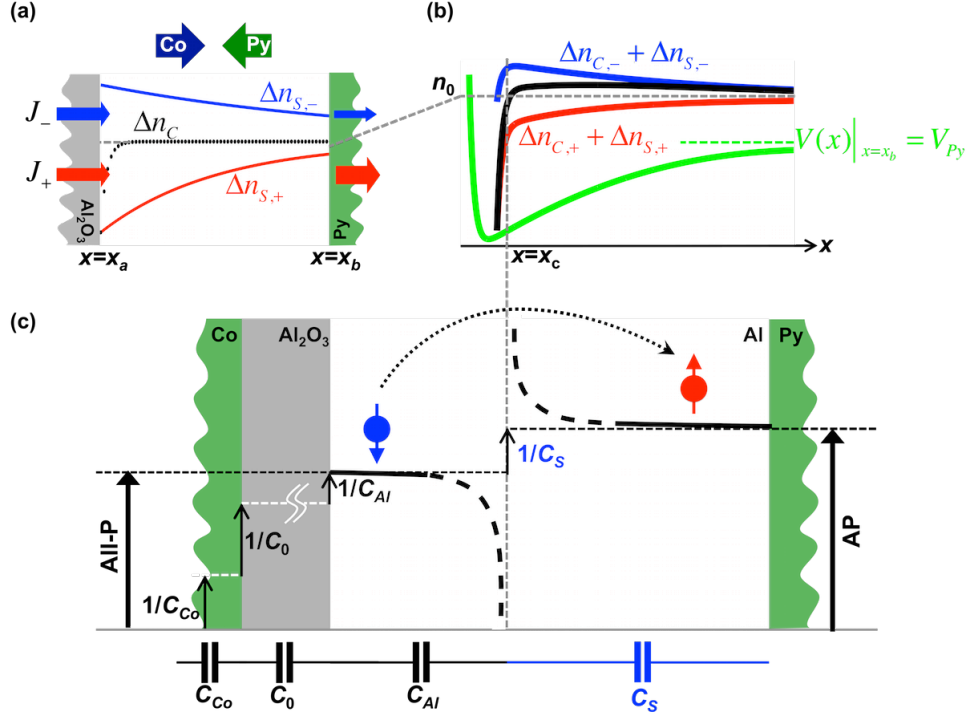 (a)
Co Py
J₋
J₊
Δn_{S,-}
Δn_C
Δn_{S,+}
Al₂O₃
Py
x=xₐ
x=x_b
(b)
n₀
Δn_{C,-} + Δn_{S,-}
Δn_{C,+} + Δn_{S,+}
V(x)|_{x=x_b} = V_{Py}
x
x=x_c
(c)
Co
Al₂O₃
Al
Py
1/C_S
1/C_{Al}
1/C₀
1/C_{Co}
All-P
AP
C_{Co}
C₀
C_{Al}
C_S